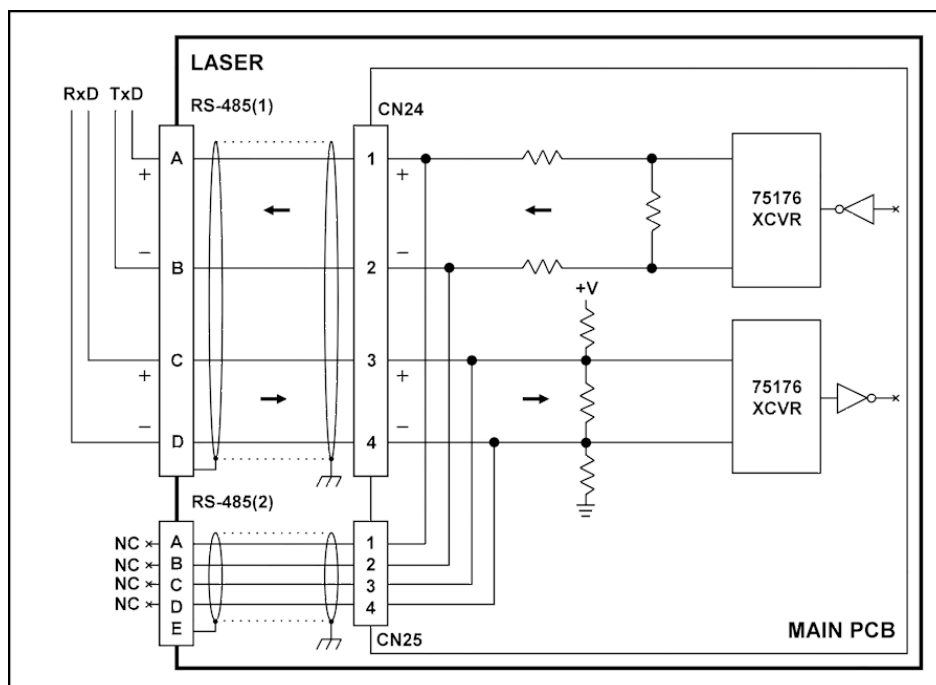 LASER
MAIN PCB
RxD TxD
RS-485(1)
CN24
A
+
−
B
C
+
−
D
1
+
−
2
3
+
−
4
75176
XCVR
+V
75176
XCVR
RS-485(2)
NC × A
NC × B
NC × C
NC × D
E
1
2
3
4
CN25